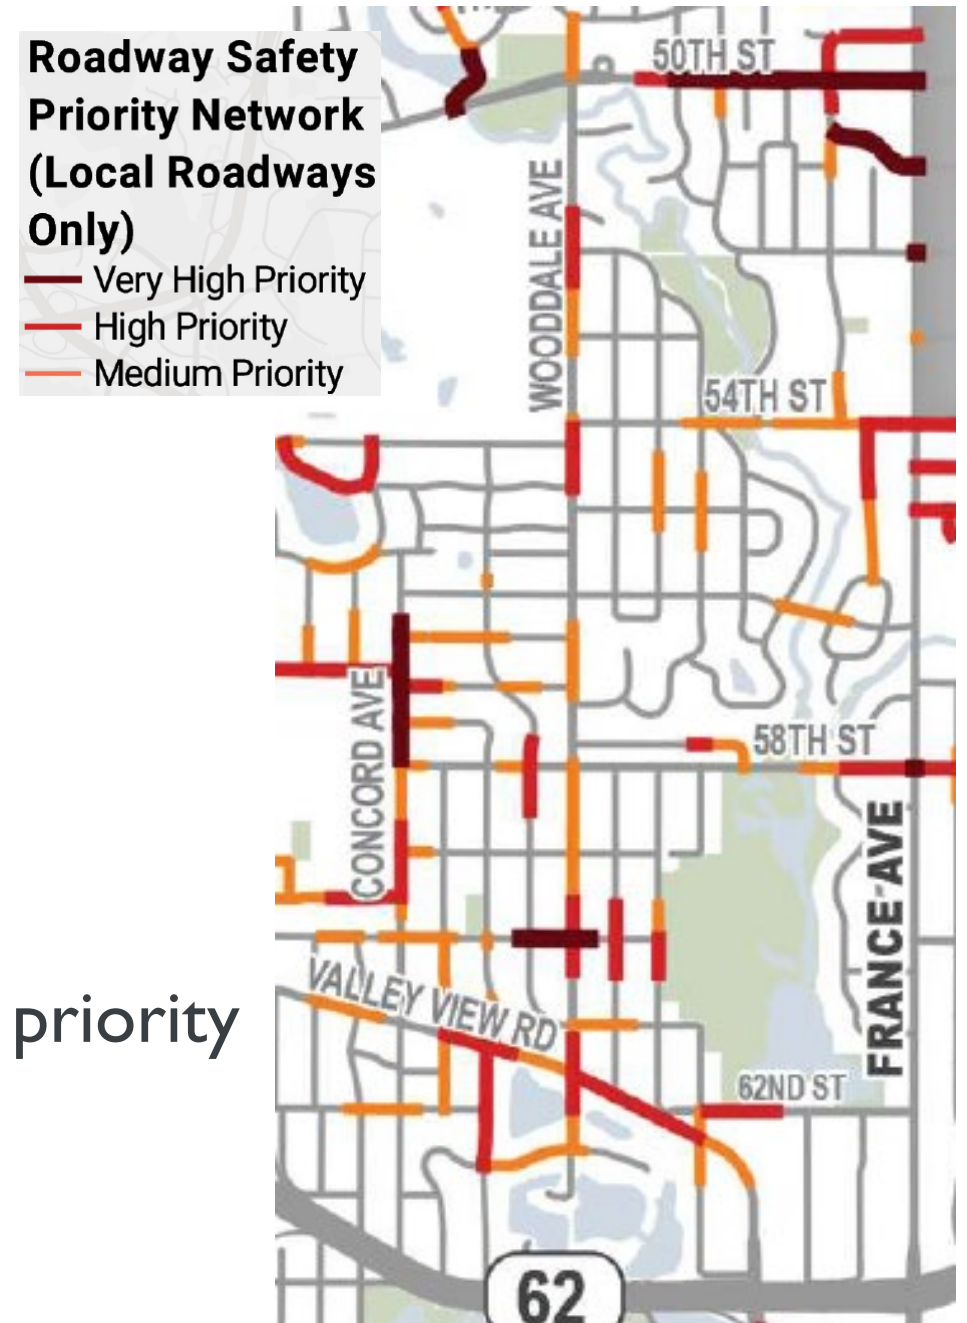 Roadway Safety
Priority Network
(Local Roadways
Only)
Very High Priority
High Priority
Medium Priority
50TH ST
WOODDALE AVE
54TH ST
CONCORD AVE
58TH ST
FRANCE AVE
VALLEY VIEW RD
priority
62ND ST
62